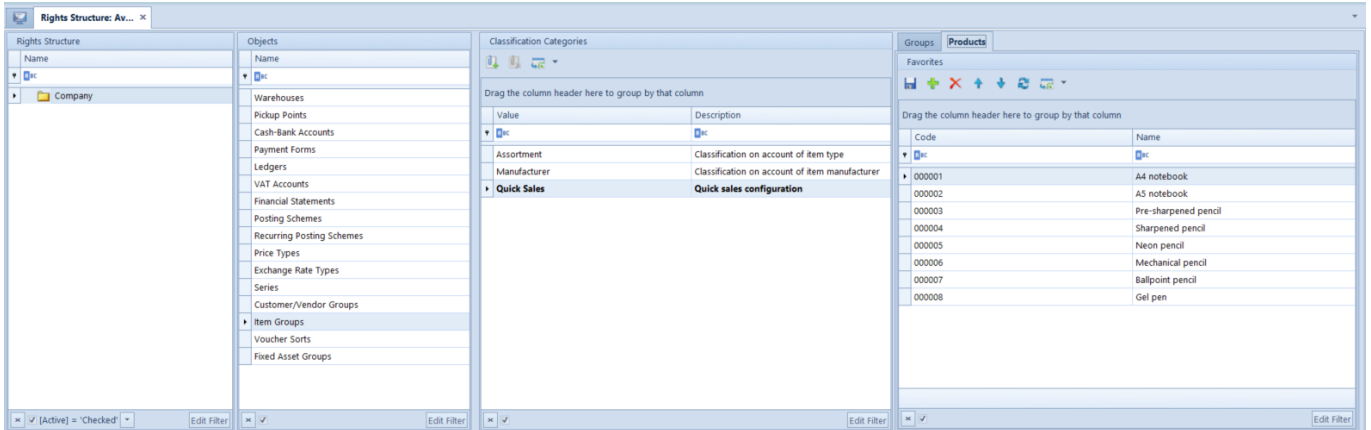 Rights Structure: Av... ×
Rights Structure
Name
ABC
Company
[Active] = 'Checked'
Edit Filter
Objects
Name
ABC
Warehouses
Pickup Points
Cash-Bank Accounts
Payment Forms
Ledgers
VAT Accounts
Financial Statements
Posting Schemes
Recurring Posting Schemes
Price Types
Exchange Rate Types
Series
Customer/Vendor Groups
Item Groups
Voucher Sorts
Fixed Asset Groups
Edit Filter
Classification Categories
Drag the column header here to group by that column
Value Description
ABC ABC
Assortment Classification on account of item type
Manufacturer Classification on account of item manufacturer
Quick Sales Quick sales configuration
Edit Filter
Groups Products
Favorites
Drag the column header here to group by that column
Code Name
ABC ABC
000001 A4 notebook
000002 A5 notebook
000003 Pre-sharpened pencil
000004 Sharpened pencil
000005 Neon pencil
000006 Mechanical pencil
000007 Ballpoint pencil
000008 Gel pen
Edit Filter